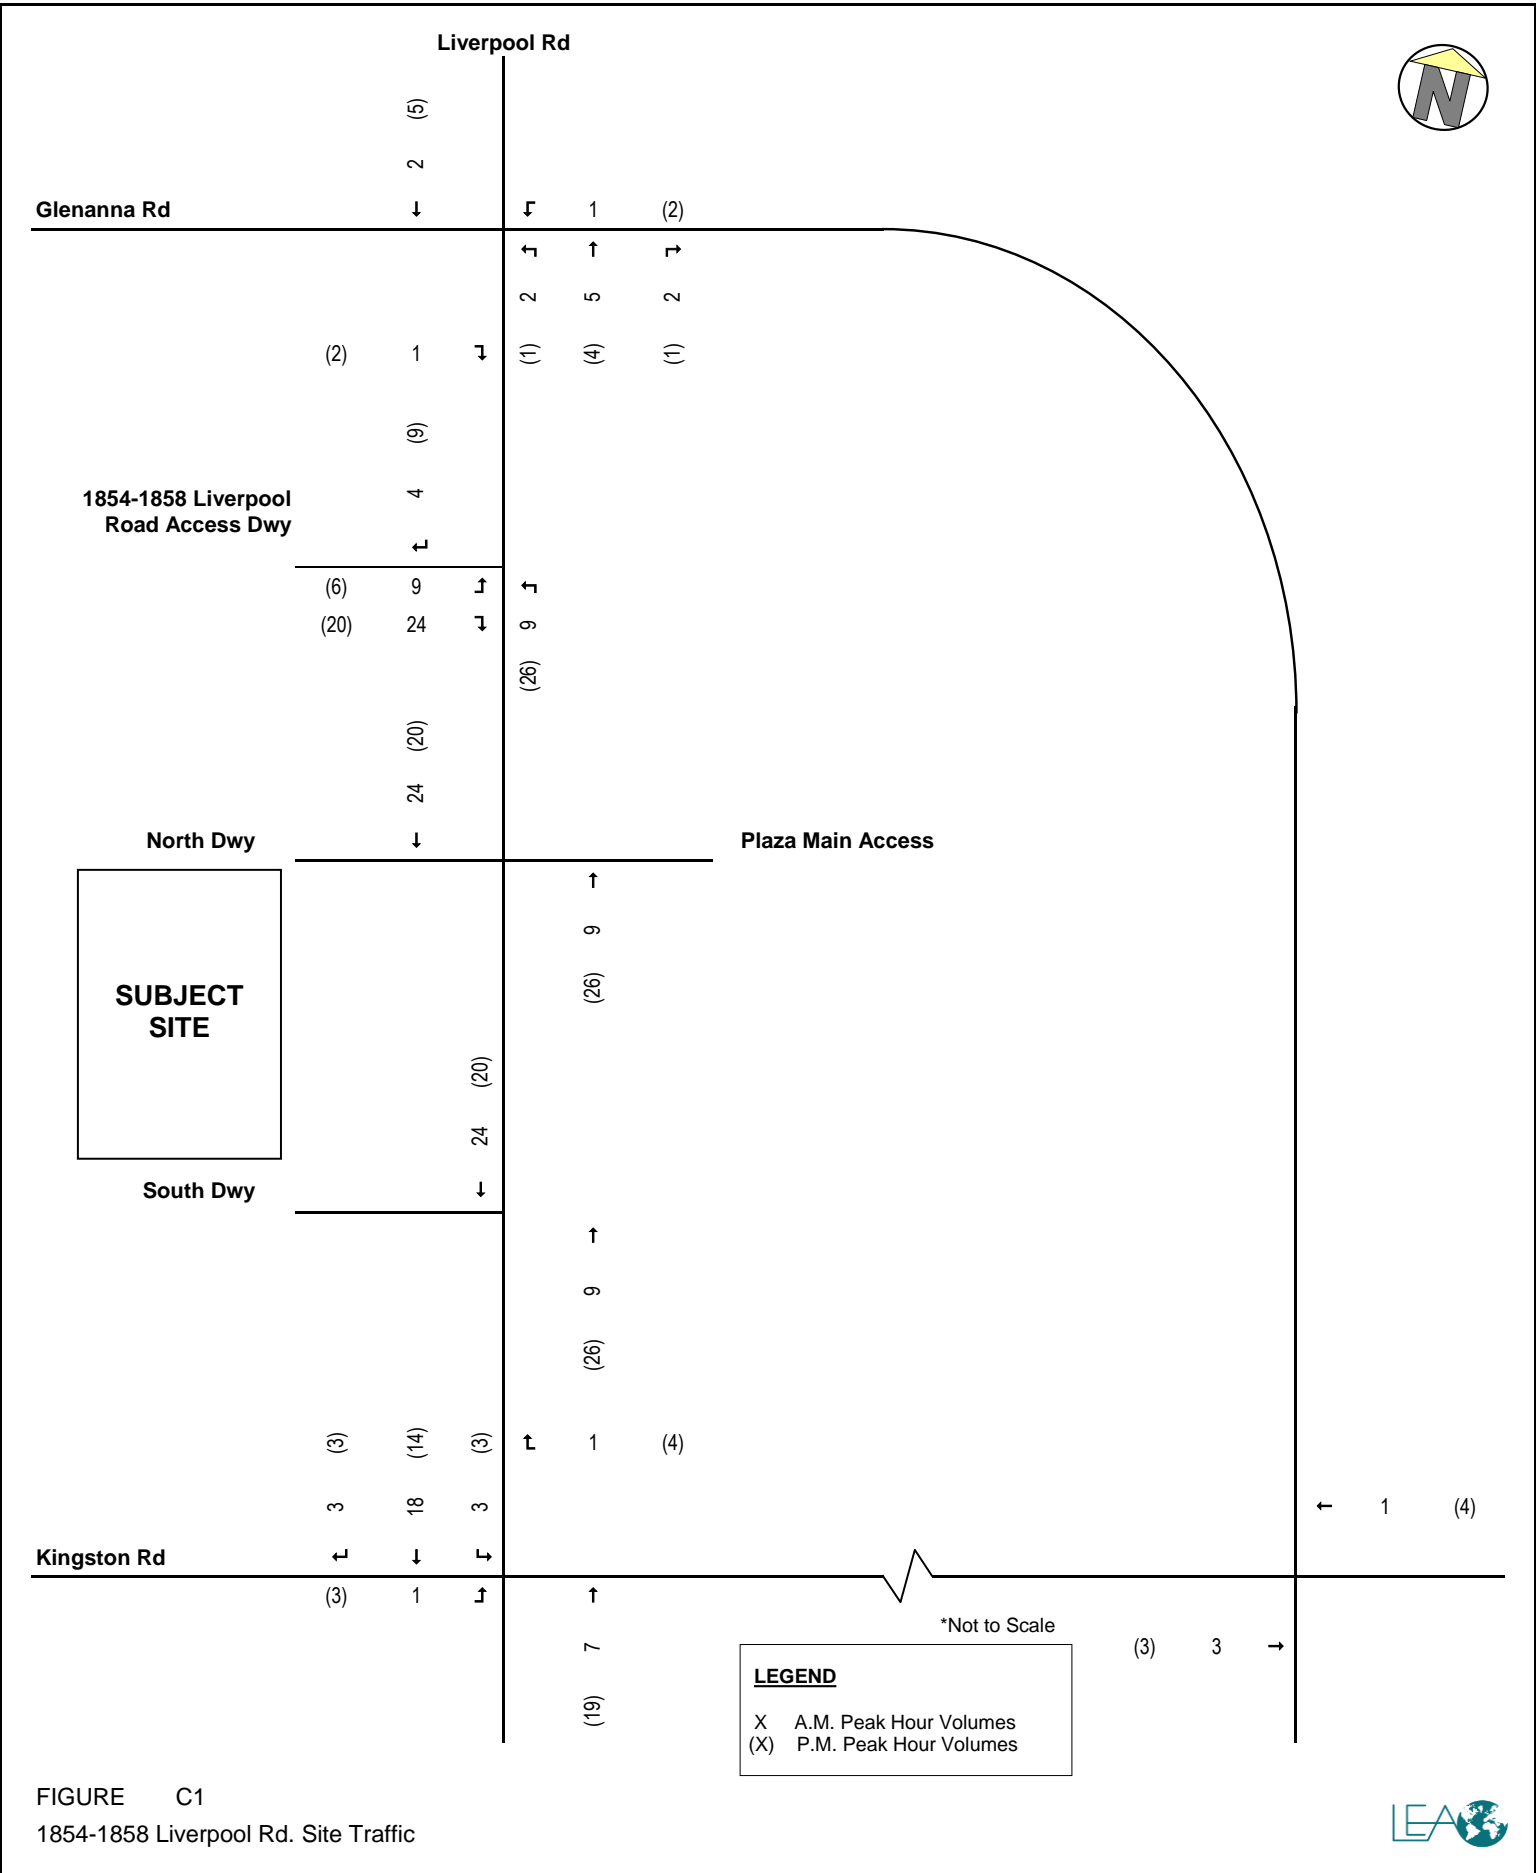 Liverpool Rd
N
(5)
2
Glenanna Rd
1 (2)
2 5 2
(2) 1 (1) (4) (1)
(9)
4
1854-1858 Liverpool
Road Access Dwy
(6) 9
(20) 24 9
(26)
(20)
24
North Dwy
Plaza Main Access
9
(26)
SUBJECT
SITE
(20)
24
South Dwy
9
(26)
(3) (14) (3) 1 (4)
3 18 3 1 (4)
Kingston Rd
(3) 1
*Not to Scale
7 (3) 3
(19)
LEGEND
X A.M. Peak Hour Volumes
(X) P.M. Peak Hour Volumes
FIGURE C1
1854-1858 Liverpool Rd. Site Traffic
LEA